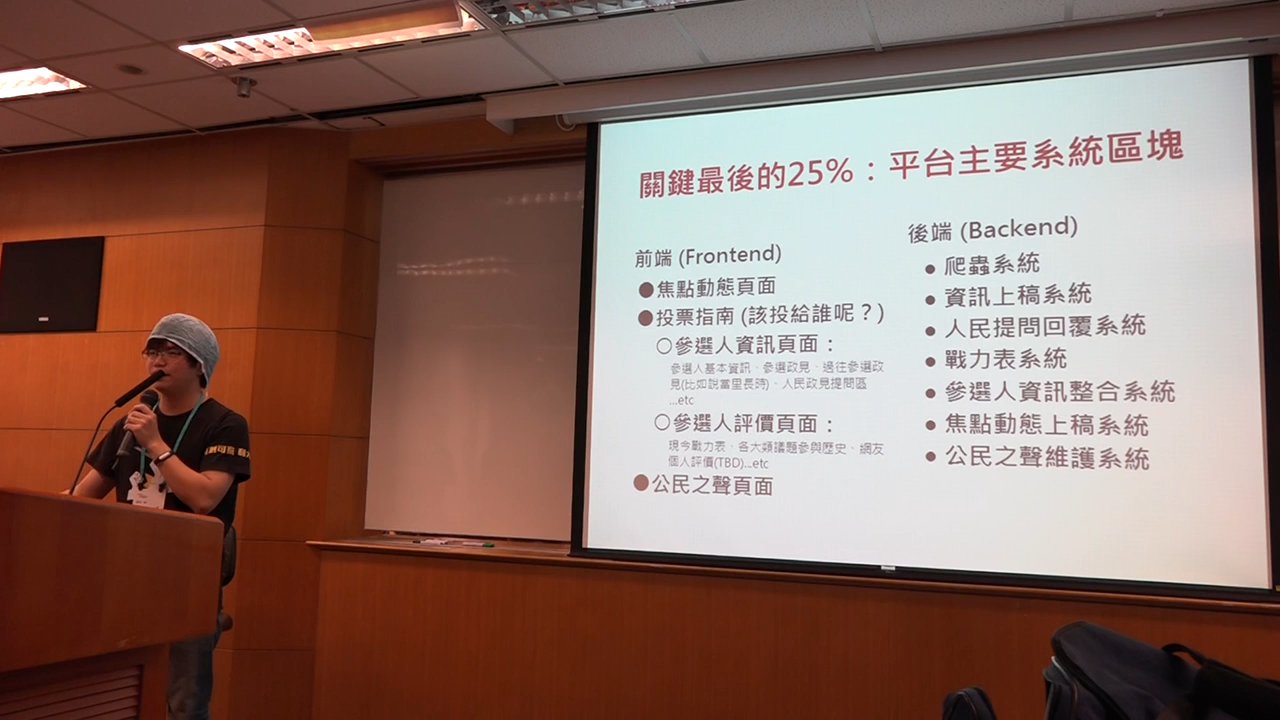 關鍵最後的25%：平台主要系統區塊
前端 (Frontend)
●焦點動態頁面
●投票指南 (該投給誰呢？)
○參選人資訊頁面：
參選人基本資訊、參選政見、過往參選政
見(比如說當里長時)、人民政見提問區
...etc
○參選人評價頁面：
現今戰力表、各大類議題參與歷史、網友
個人評價(TBD)...etc
●公民之聲頁面
後端 (Backend)
● 爬蟲系統
● 資訊上稿系統
● 人民提問回覆系統
● 戰力表系統
● 參選人資訊整合系統
● 焦點動態上稿系統
● 公民之聲維護系統